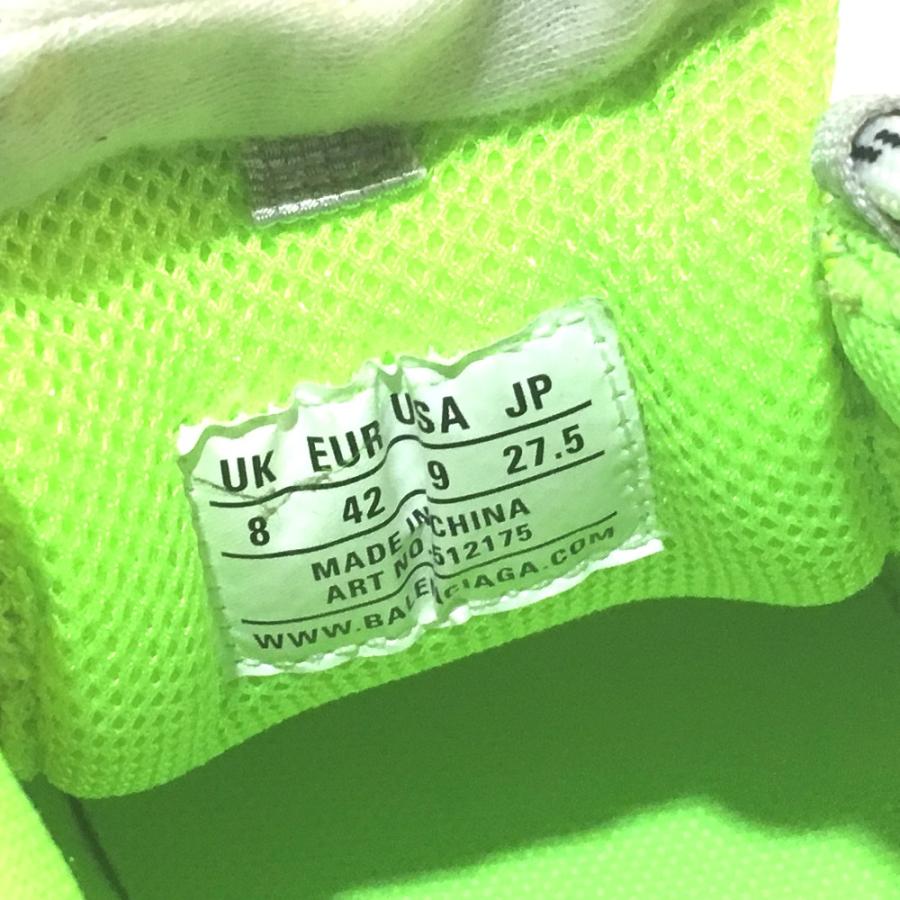 UK EUR USA JP
8 42 9 27.5
MADE IN CHINA
ART NO 512175
WWW.BALENCIAGA.COM